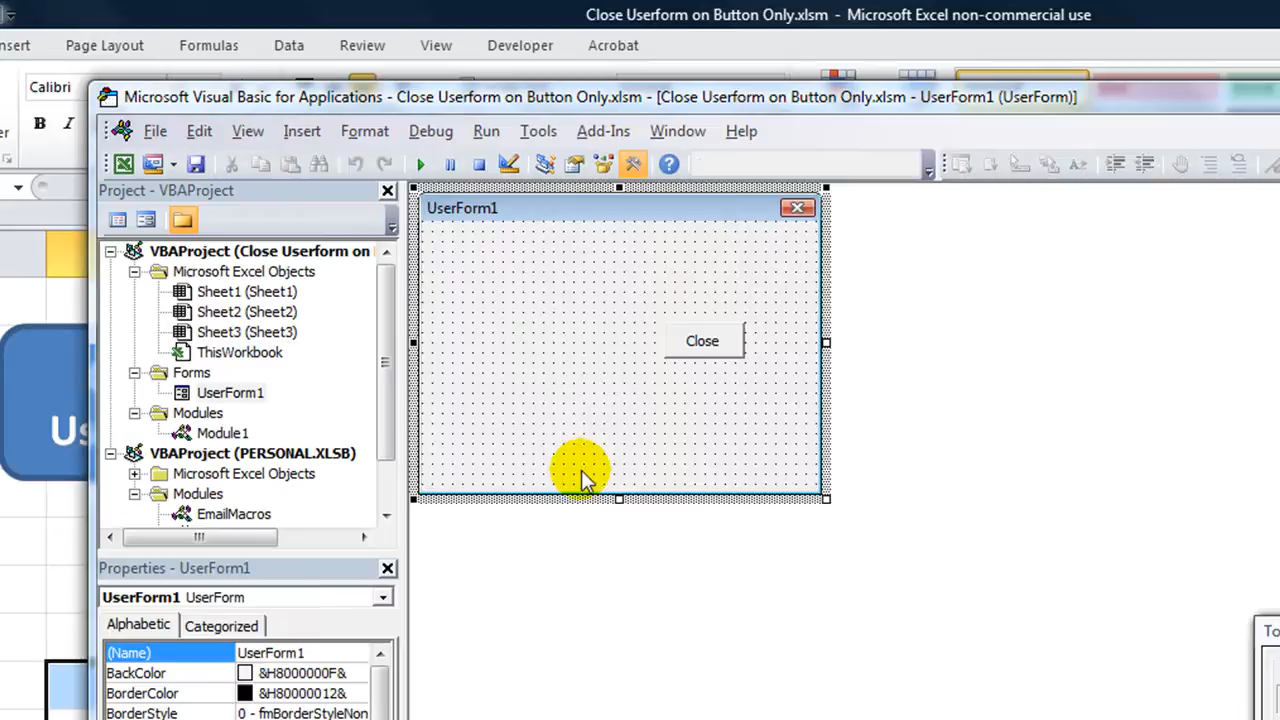 Close Userform on Button Only.xlsm - Microsoft Excel non-commercial use
nsert Page Layout Formulas Data Review View Developer Acrobat
Calibri
B I
Microsoft Visual Basic for Applications - Close Userform on Button Only.xlsm - [Close Userform on Button Only.xlsm - UserForm1 (UserForm)]
File Edit View Insert Format Debug Run Tools Add-Ins Window Help
Project - VBAProject
VBAProject (Close Userform on
Microsoft Excel Objects
Sheet1 (Sheet1)
Sheet2 (Sheet2)
Sheet3 (Sheet3)
ThisWorkbook
Forms
UserForm1
Modules
Module1
VBAProject (PERSONAL.XLSB)
Microsoft Excel Objects
Modules
EmailMacros
UserForm1
Close
Us
Properties - UserForm1
UserForm1 UserForm
Alphabetic Categorized
(Name) UserForm1
BackColor &H8000000F&
BorderColor &H80000012&
BorderStyle 0 - fmBorderStyleNon
To